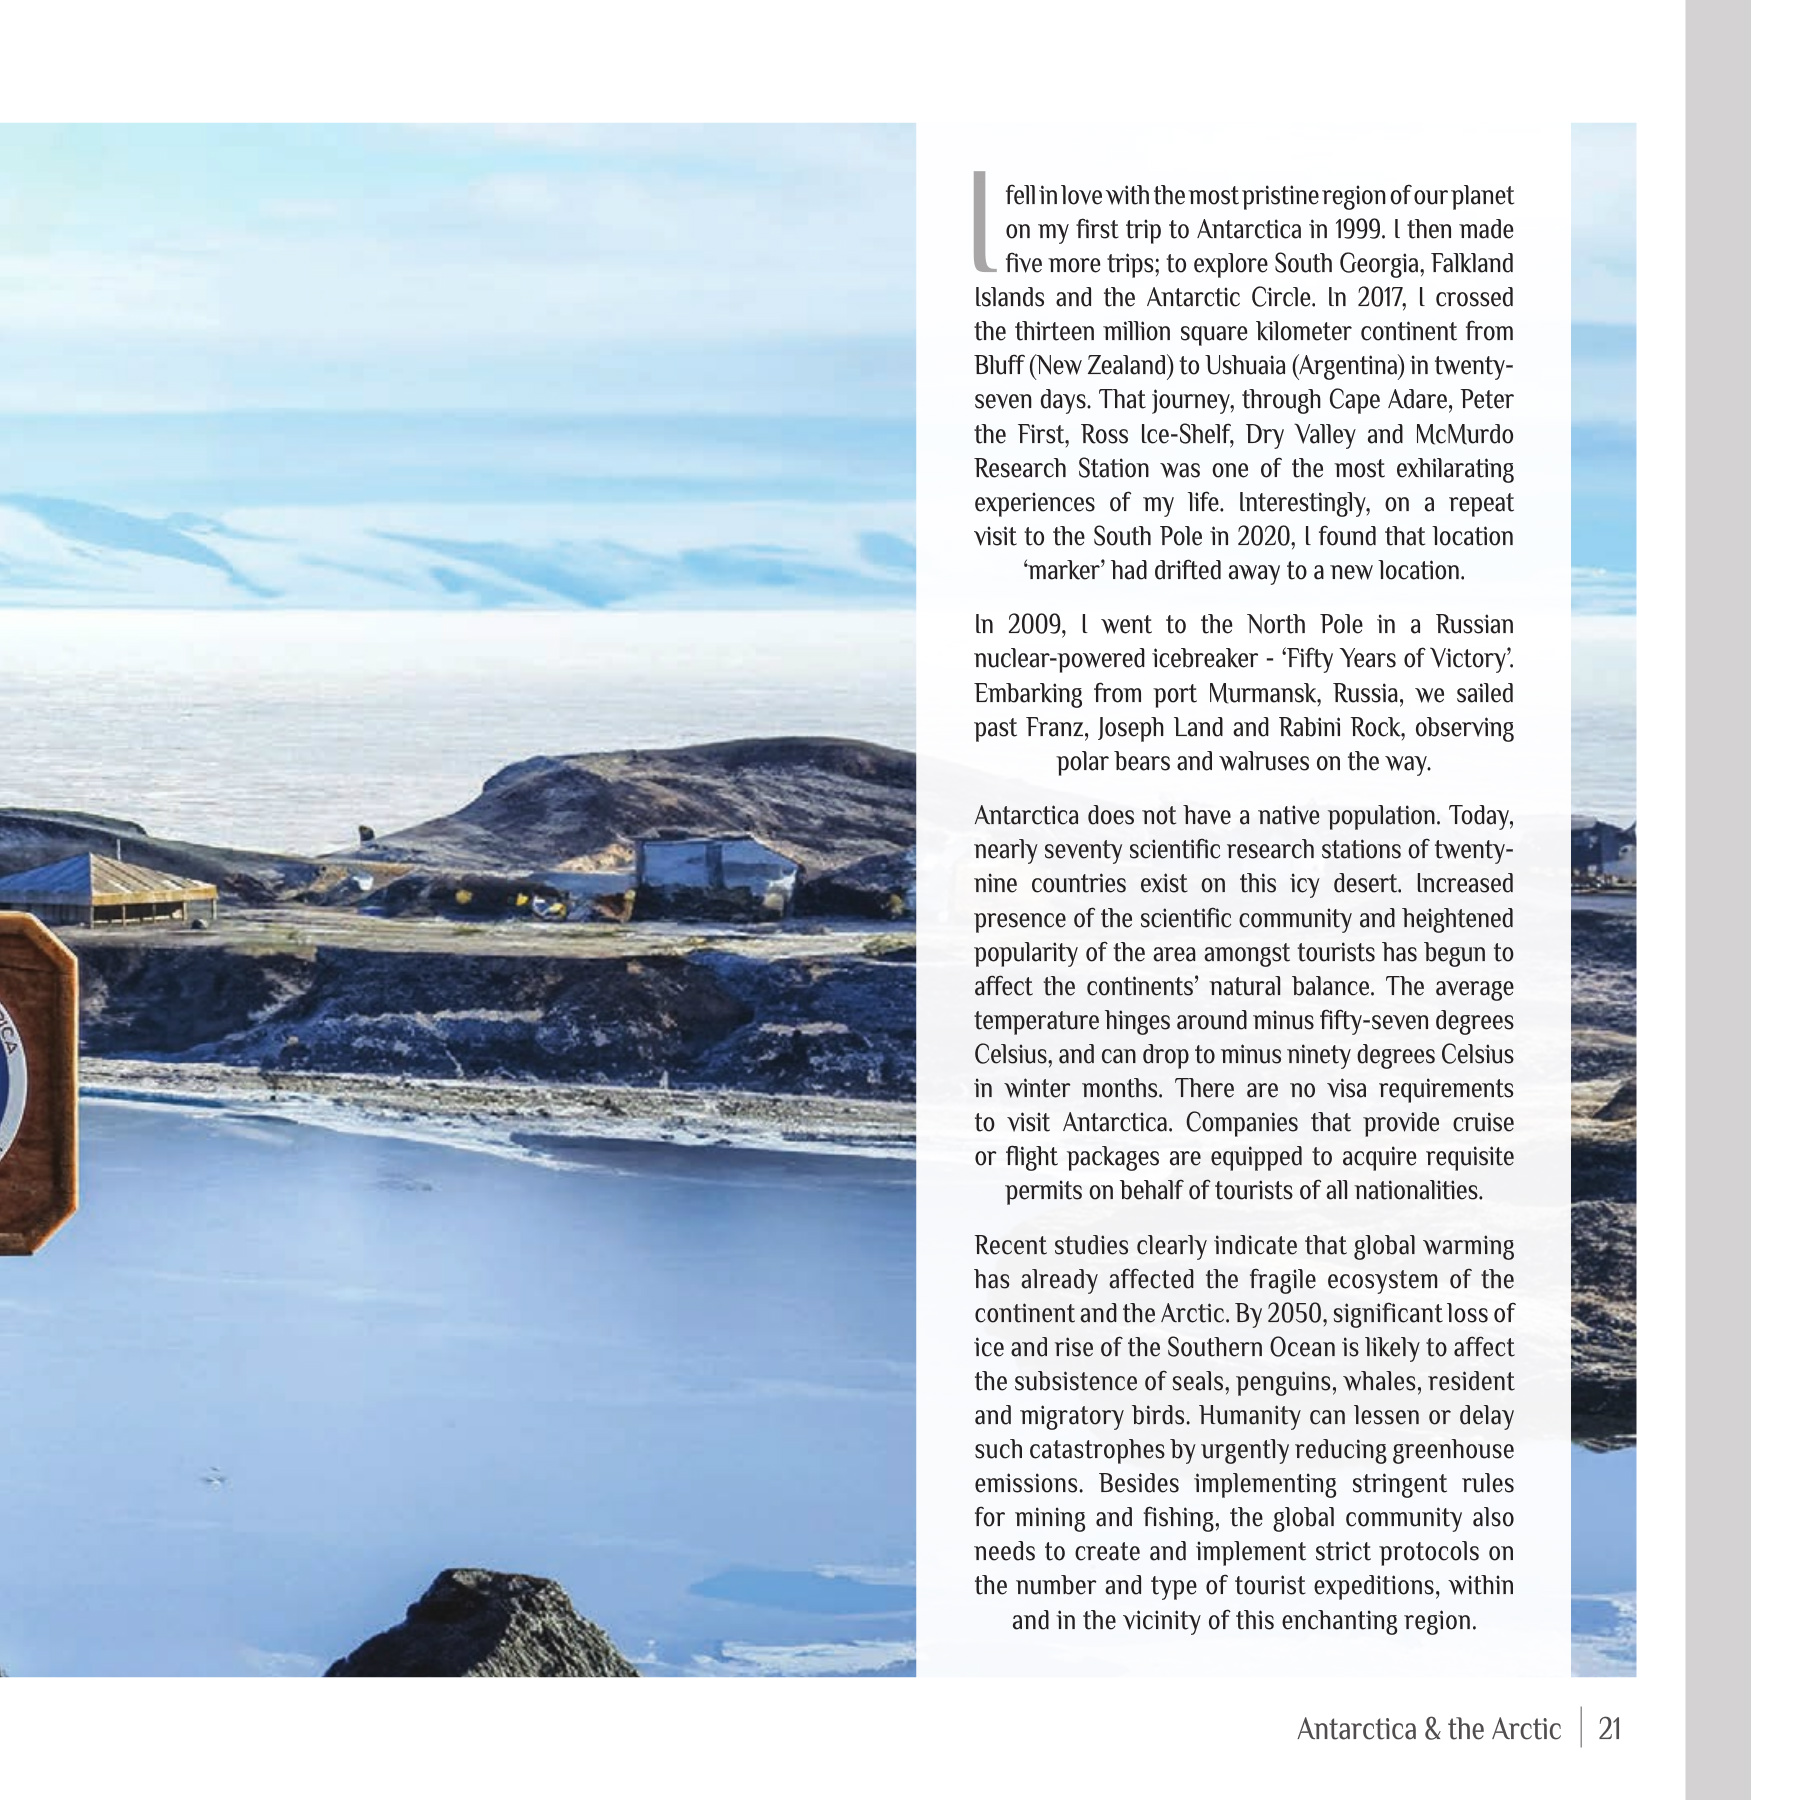 I fell in love with the most pristine region of our planet
on my first trip to Antarctica in 1999. I then made
five more trips; to explore South Georgia, Falkland
Islands and the Antarctic Circle. In 2017, I crossed
the thirteen million square kilometer continent from
Bluff (New Zealand) to Ushuaia (Argentina) in twenty-
seven days. That journey, through Cape Adare, Peter
the First, Ross Ice-Shelf, Dry Valley and McMurdo
Research Station was one of the most exhilarating
experiences of my life. Interestingly, on a repeat
visit to the South Pole in 2020, I found that location
‘marker’ had drifted away to a new location.
In 2009, I went to the North Pole in a Russian
nuclear-powered icebreaker - ‘Fifty Years of Victory’.
Embarking from port Murmansk, Russia, we sailed
past Franz, Joseph Land and Rabini Rock, observing
polar bears and walruses on the way.
Antarctica does not have a native population. Today,
nearly seventy scientific research stations of twenty-
nine countries exist on this icy desert. Increased
presence of the scientific community and heightened
popularity of the area amongst tourists has begun to
affect the continents’ natural balance. The average
temperature hinges around minus fifty-seven degrees
Celsius, and can drop to minus ninety degrees Celsius
in winter months. There are no visa requirements
to visit Antarctica. Companies that provide cruise
or flight packages are equipped to acquire requisite
permits on behalf of tourists of all nationalities.
Recent studies clearly indicate that global warming
has already affected the fragile ecosystem of the
continent and the Arctic. By 2050, significant loss of
ice and rise of the Southern Ocean is likely to affect
the subsistence of seals, penguins, whales, resident
and migratory birds. Humanity can lessen or delay
such catastrophes by urgently reducing greenhouse
emissions. Besides implementing stringent rules
for mining and fishing, the global community also
needs to create and implement strict protocols on
the number and type of tourist expeditions, within
and in the vicinity of this enchanting region.
Antarctica & the Arctic | 21